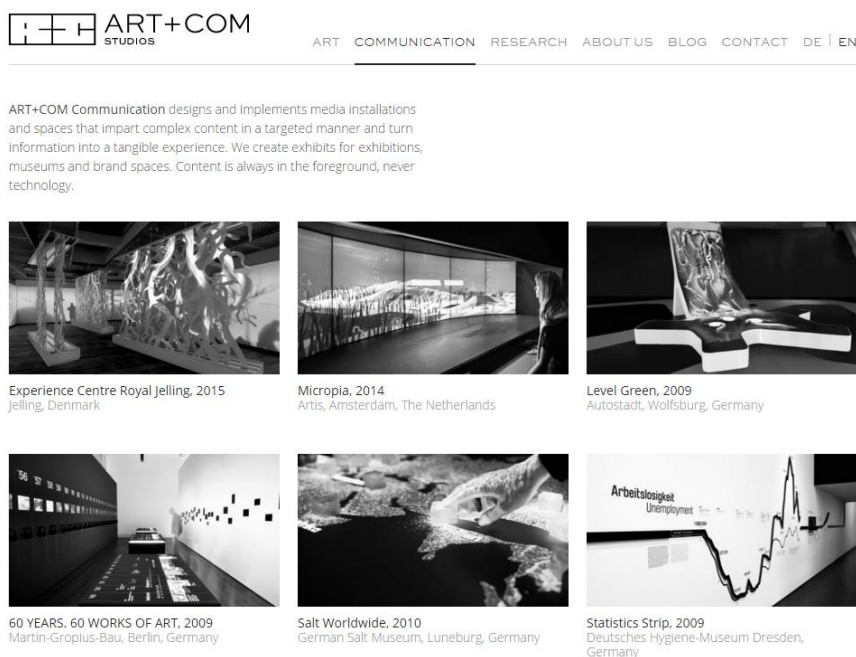 ART+COM
STUDIOS
ART COMMUNICATION RESEARCH ABOUT US BLOG CONTACT DE | EN
ART+COM Communication designs and implements media installations
and spaces that impart complex content in a targeted manner and turn
information into a tangible experience. We create exhibits for exhibitions,
museums and brand spaces. Content is always in the foreground, never
technology.
Experience Centre Royal Jelling, 2015
Jelling, Denmark
Micropia, 2014
Artis, Amsterdam, The Netherlands
Level Green, 2009
Autostadt, Wolfsburg, Germany
'56 57 58
Arbeitslosigkeit
Unemployment
60 YEARS. 60 WORKS OF ART, 2009
Martin-Gropius-Bau, Berlin, Germany
Salt Worldwide, 2010
German Salt Museum, Luneburg, Germany
Statistics Strip, 2009
Deutsches Hygiene-Museum Dresden,
Germany